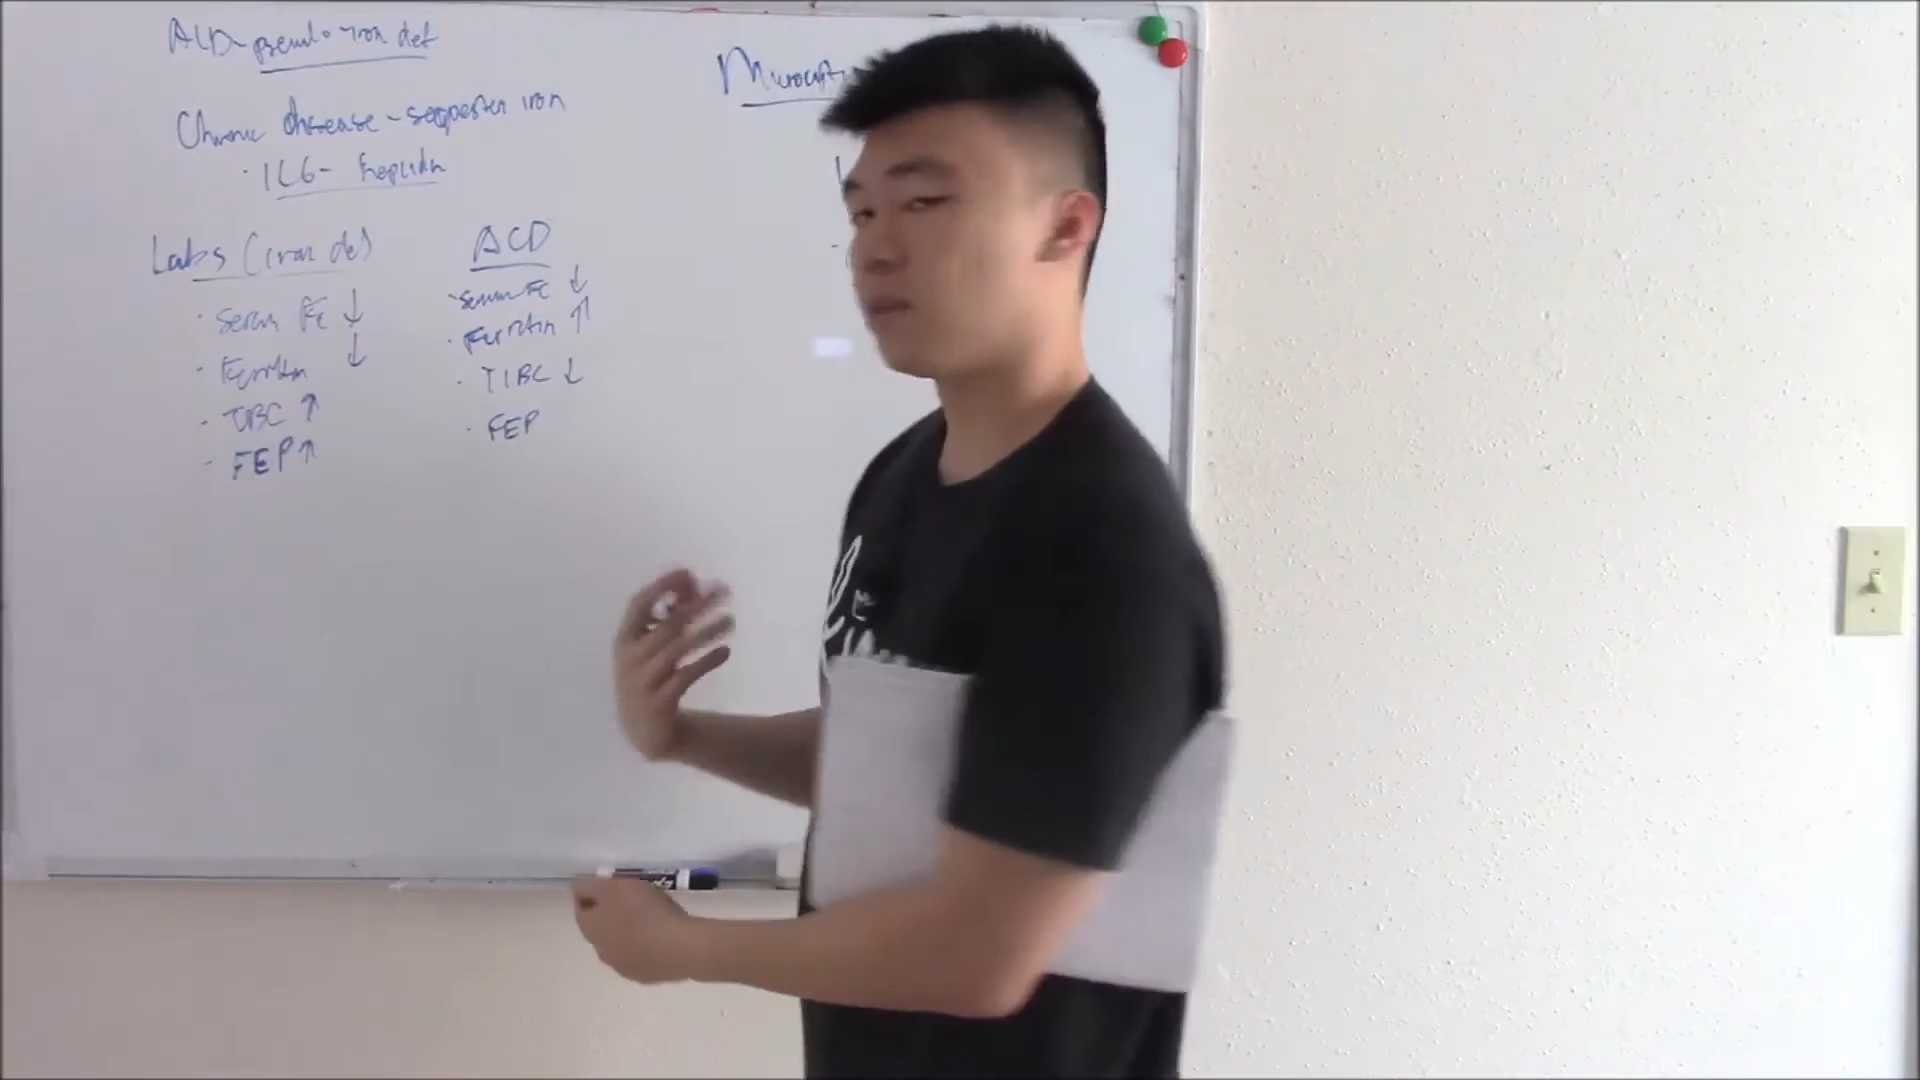 ACD - pseudo-iron def
Chronic disease - sequester iron
· IL6 - hepcidin
Labs (iron def)
· Serum Fe ↓
· Ferritin ↓
· TIBC ↑
· FEP ↑
ACD
· Serum Fe ↓
· Ferritin ↑
· TIBC ↓
· FEP